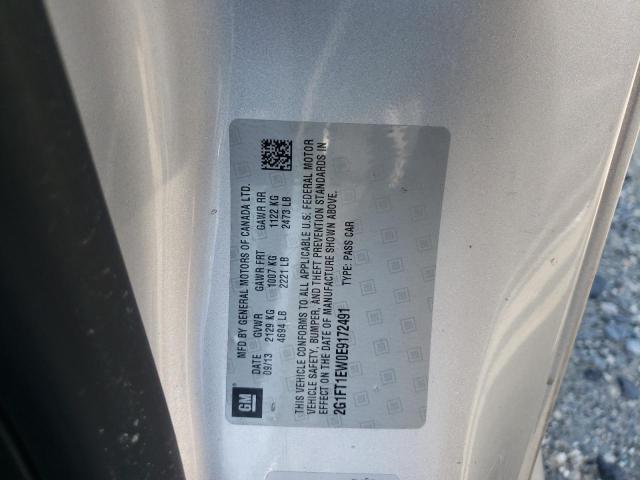 MFD BY GENERAL MOTORS OF CANADA LTD.
DATE GVWR GAWR FRT GAWR RR
09/13 2129 KG 1007 KG 1122 KG
4694 LB 2221 LB 2473 LB
THIS VEHICLE CONFORMS TO ALL APPLICABLE U.S. FEDERAL MOTOR
VEHICLE SAFETY, BUMPER, AND THEFT PREVENTION STANDARDS IN
EFFECT ON THE DATE OF MANUFACTURE SHOWN ABOVE.
TYPE: PASS CAR
2G1FT1EW0E9172491
GM